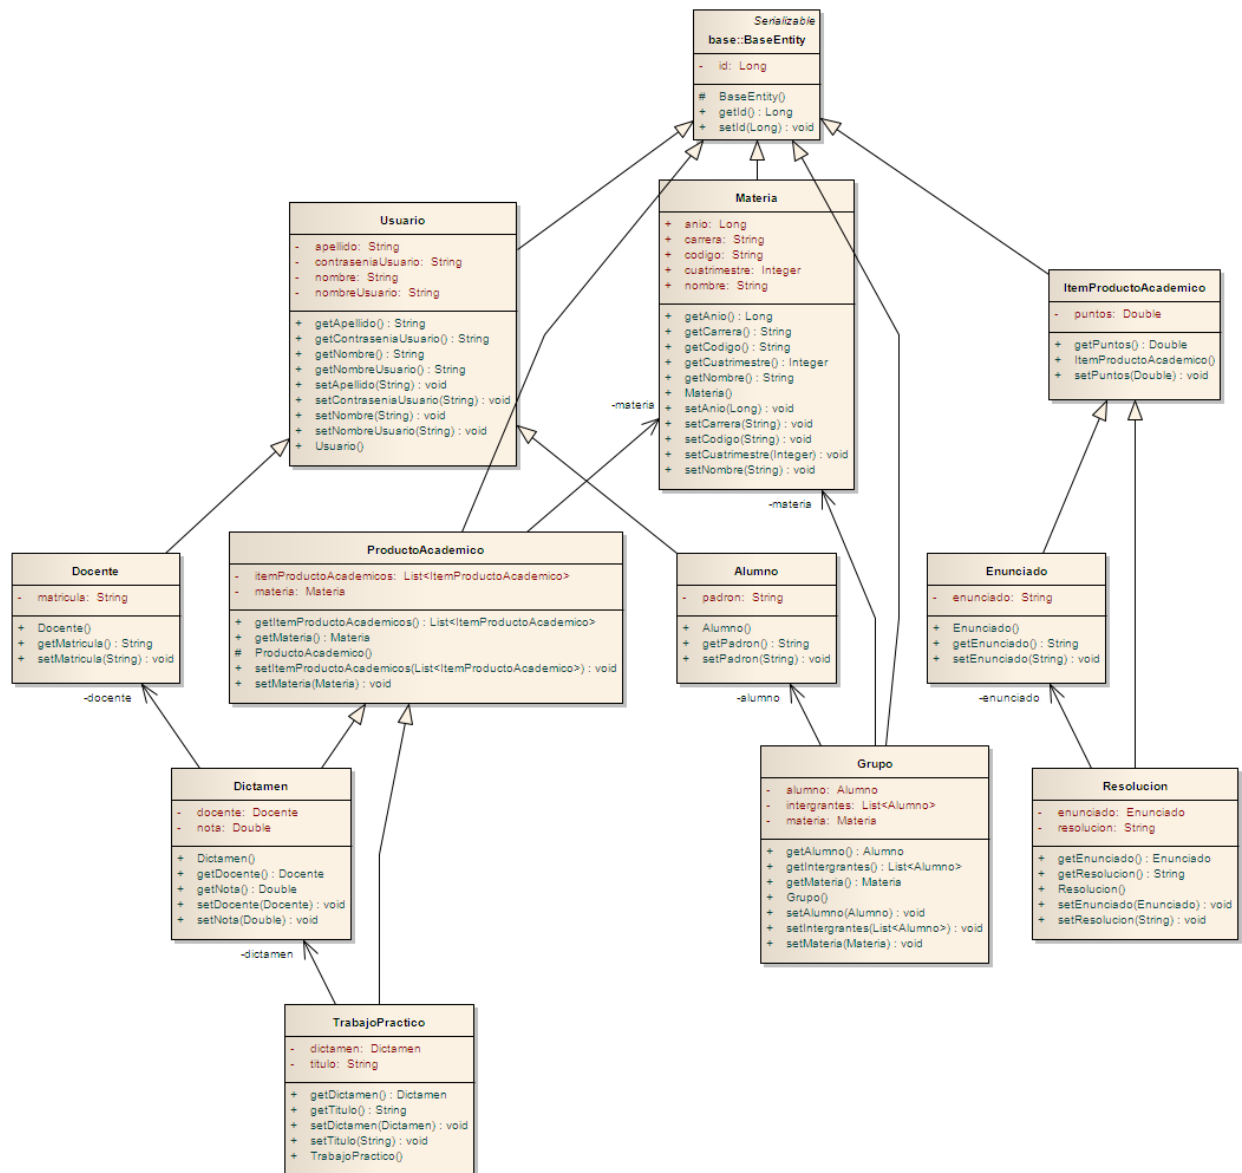 Serializable
base::BaseEntity
- id: Long
# BaseEntity()
+ getId() : Long
+ setId(Long) : void
Usuario
- apellido: String
- contraseniaUsuario: String
- nombre: String
- nombreUsuario: String
+ getApellido() : String
+ getContraseniaUsuario() : String
+ getNombre() : String
+ getNombreUsuario() : String
+ setApellido(String) : void
+ setContraseniaUsuario(String) : void
+ setNombre(String) : void
+ setNombreUsuario(String) : void
+ Usuario()
Materia
+ anio: Long
+ carrera: String
+ codigo: String
+ cuatrimestre: Integer
+ nombre: String
+ getAnio() : Long
+ getCarrera() : String
+ getCodigo() : String
+ getCuatrimestre() : Integer
+ getNombre() : String
+ Materia()
+ setAnio(Long) : void
+ setCarrera(String) : void
+ setCodigo(String) : void
+ setCuatrimestre(Integer) : void
+ setNombre(String) : void
ItemProductoAcademico
- puntos: Double
+ getPuntos() : Double
+ ItemProductoAcademico()
+ setPuntos(Double) : void
-materia
-materia
Docente
- matricula: String
+ Docente()
+ getMatricula() : String
+ setMatricula(String) : void
ProductoAcademico
- itemProductoAcademicos: List<ItemProductoAcademico>
- materia: Materia
+ getItemProductoAcademicos() : List<ItemProductoAcademico>
+ getMateria() : Materia
# ProductoAcademico()
+ setItemProductoAcademicos(List<ItemProductoAcademico>) : void
+ setMateria(Materia) : void
Alumno
- padron: String
+ Alumno()
+ getPadron() : String
+ setPadron(String) : void
Enunciado
- enunciado: String
+ Enunciado()
+ getEnunciado() : String
+ setEnunciado(String) : void
-docente
-alumno
-enunciado
Dictamen
- docente: Docente
- nota: Double
+ Dictamen()
+ getDocente() : Docente
+ getNota() : Double
+ setDocente(Docente) : void
+ setNota(Double) : void
Grupo
- alumno: Alumno
- intergrantes: List<Alumno>
- materia: Materia
+ getAlumno() : Alumno
+ getIntergrantes() : List<Alumno>
+ getMateria() : Materia
+ Grupo()
+ setAlumno(Alumno) : void
+ setIntergrantes(List<Alumno>) : void
+ setMateria(Materia) : void
Resolucion
- enunciado: Enunciado
- resolucion: String
+ getEnunciado() : Enunciado
+ getResolucion() : String
+ Resolucion()
+ setEnunciado(Enunciado) : void
+ setResolucion(String) : void
-dictamen
TrabajoPractico
- dictamen: Dictamen
- titulo: String
+ getDictamen() : Dictamen
+ getTitulo() : String
+ setDictamen(Dictamen) : void
+ setTitulo(String) : void
+ TrabajoPractico()